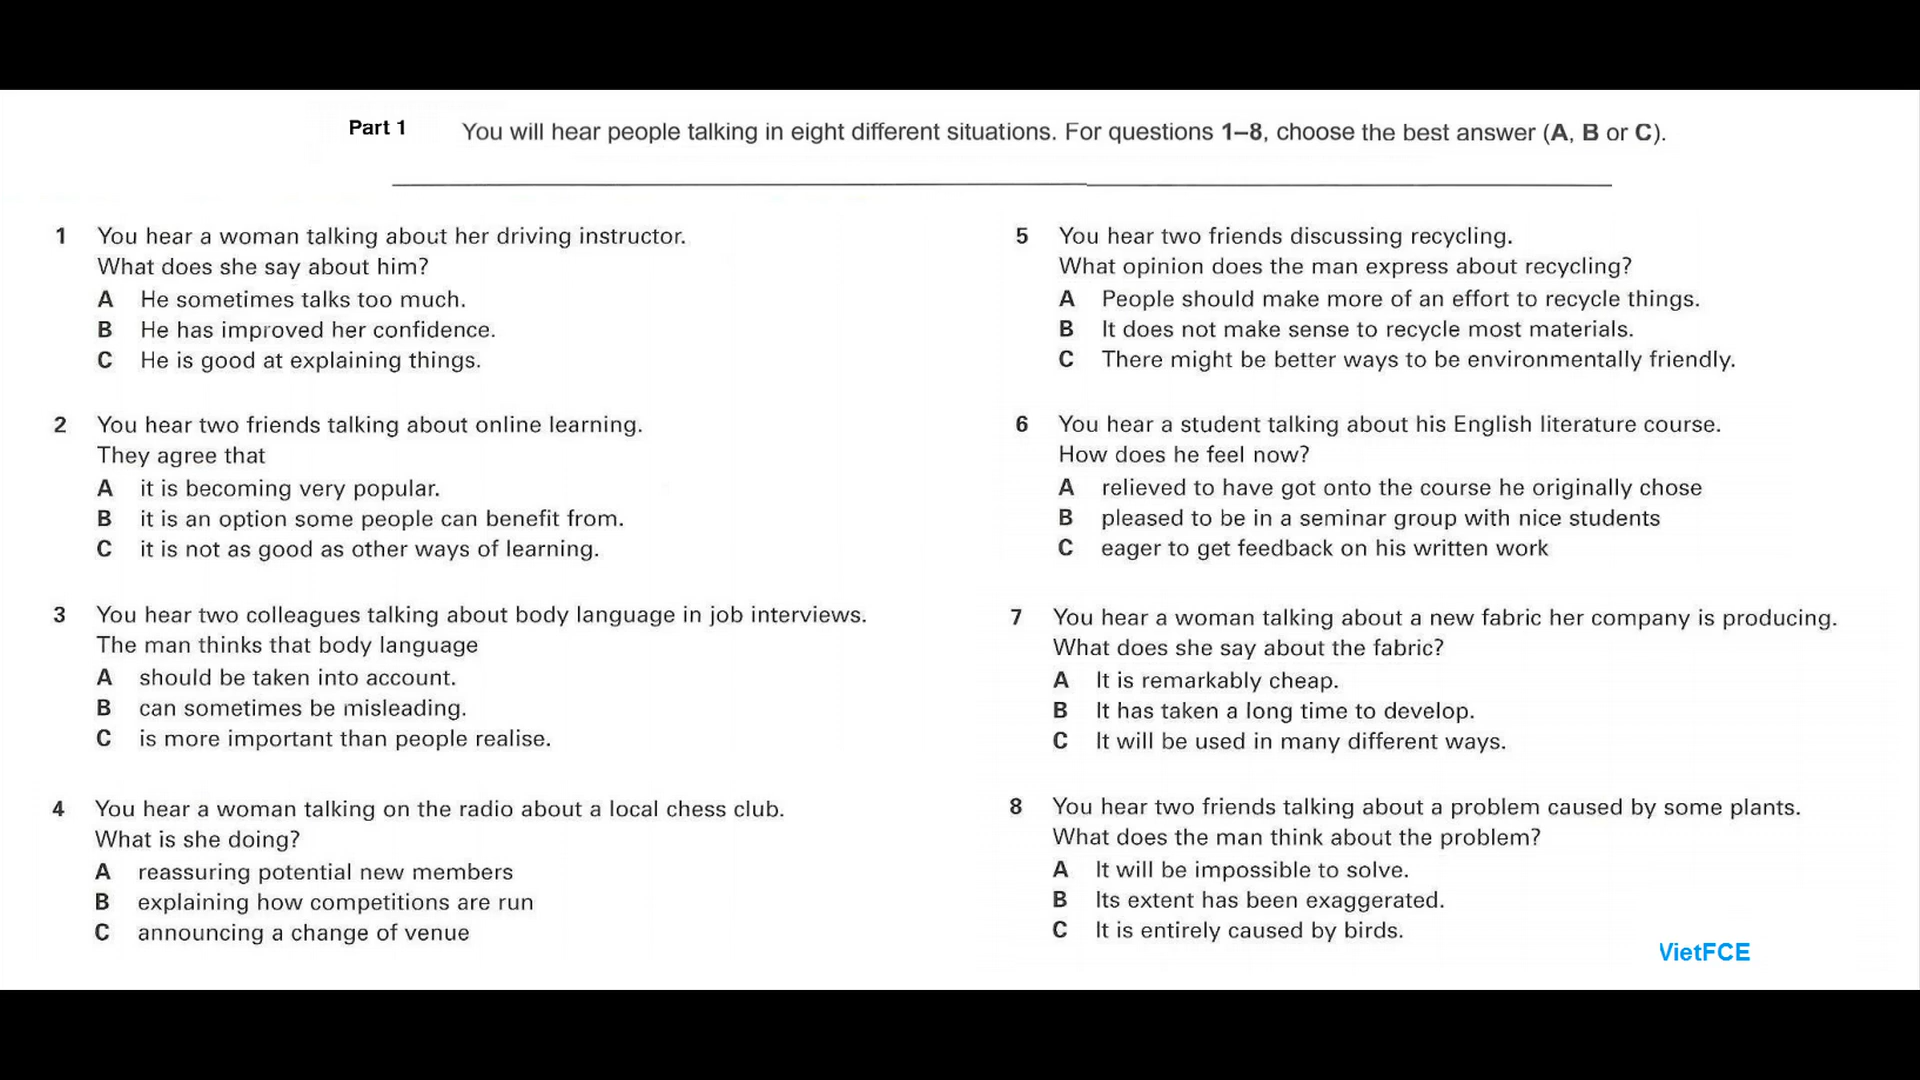 Part 1 You will hear people talking in eight different situations. For questions 1–8, choose the best answer (A, B or C).
1 You hear a woman talking about her driving instructor.
What does she say about him?
A He sometimes talks too much.
B He has improved her confidence.
C He is good at explaining things.
2 You hear two friends talking about online learning.
They agree that
A it is becoming very popular.
B it is an option some people can benefit from.
C it is not as good as other ways of learning.
3 You hear two colleagues talking about body language in job interviews.
The man thinks that body language
A should be taken into account.
B can sometimes be misleading.
C is more important than people realise.
4 You hear a woman talking on the radio about a local chess club.
What is she doing?
A reassuring potential new members
B explaining how competitions are run
C announcing a change of venue
5 You hear two friends discussing recycling.
What opinion does the man express about recycling?
A People should make more of an effort to recycle things.
B It does not make sense to recycle most materials.
C There might be better ways to be environmentally friendly.
6 You hear a student talking about his English literature course.
How does he feel now?
A relieved to have got onto the course he originally chose
B pleased to be in a seminar group with nice students
C eager to get feedback on his written work
7 You hear a woman talking about a new fabric her company is producing.
What does she say about the fabric?
A It is remarkably cheap.
B It has taken a long time to develop.
C It will be used in many different ways.
8 You hear two friends talking about a problem caused by some plants.
What does the man think about the problem?
A It will be impossible to solve.
B Its extent has been exaggerated.
C It is entirely caused by birds.
VietFCE